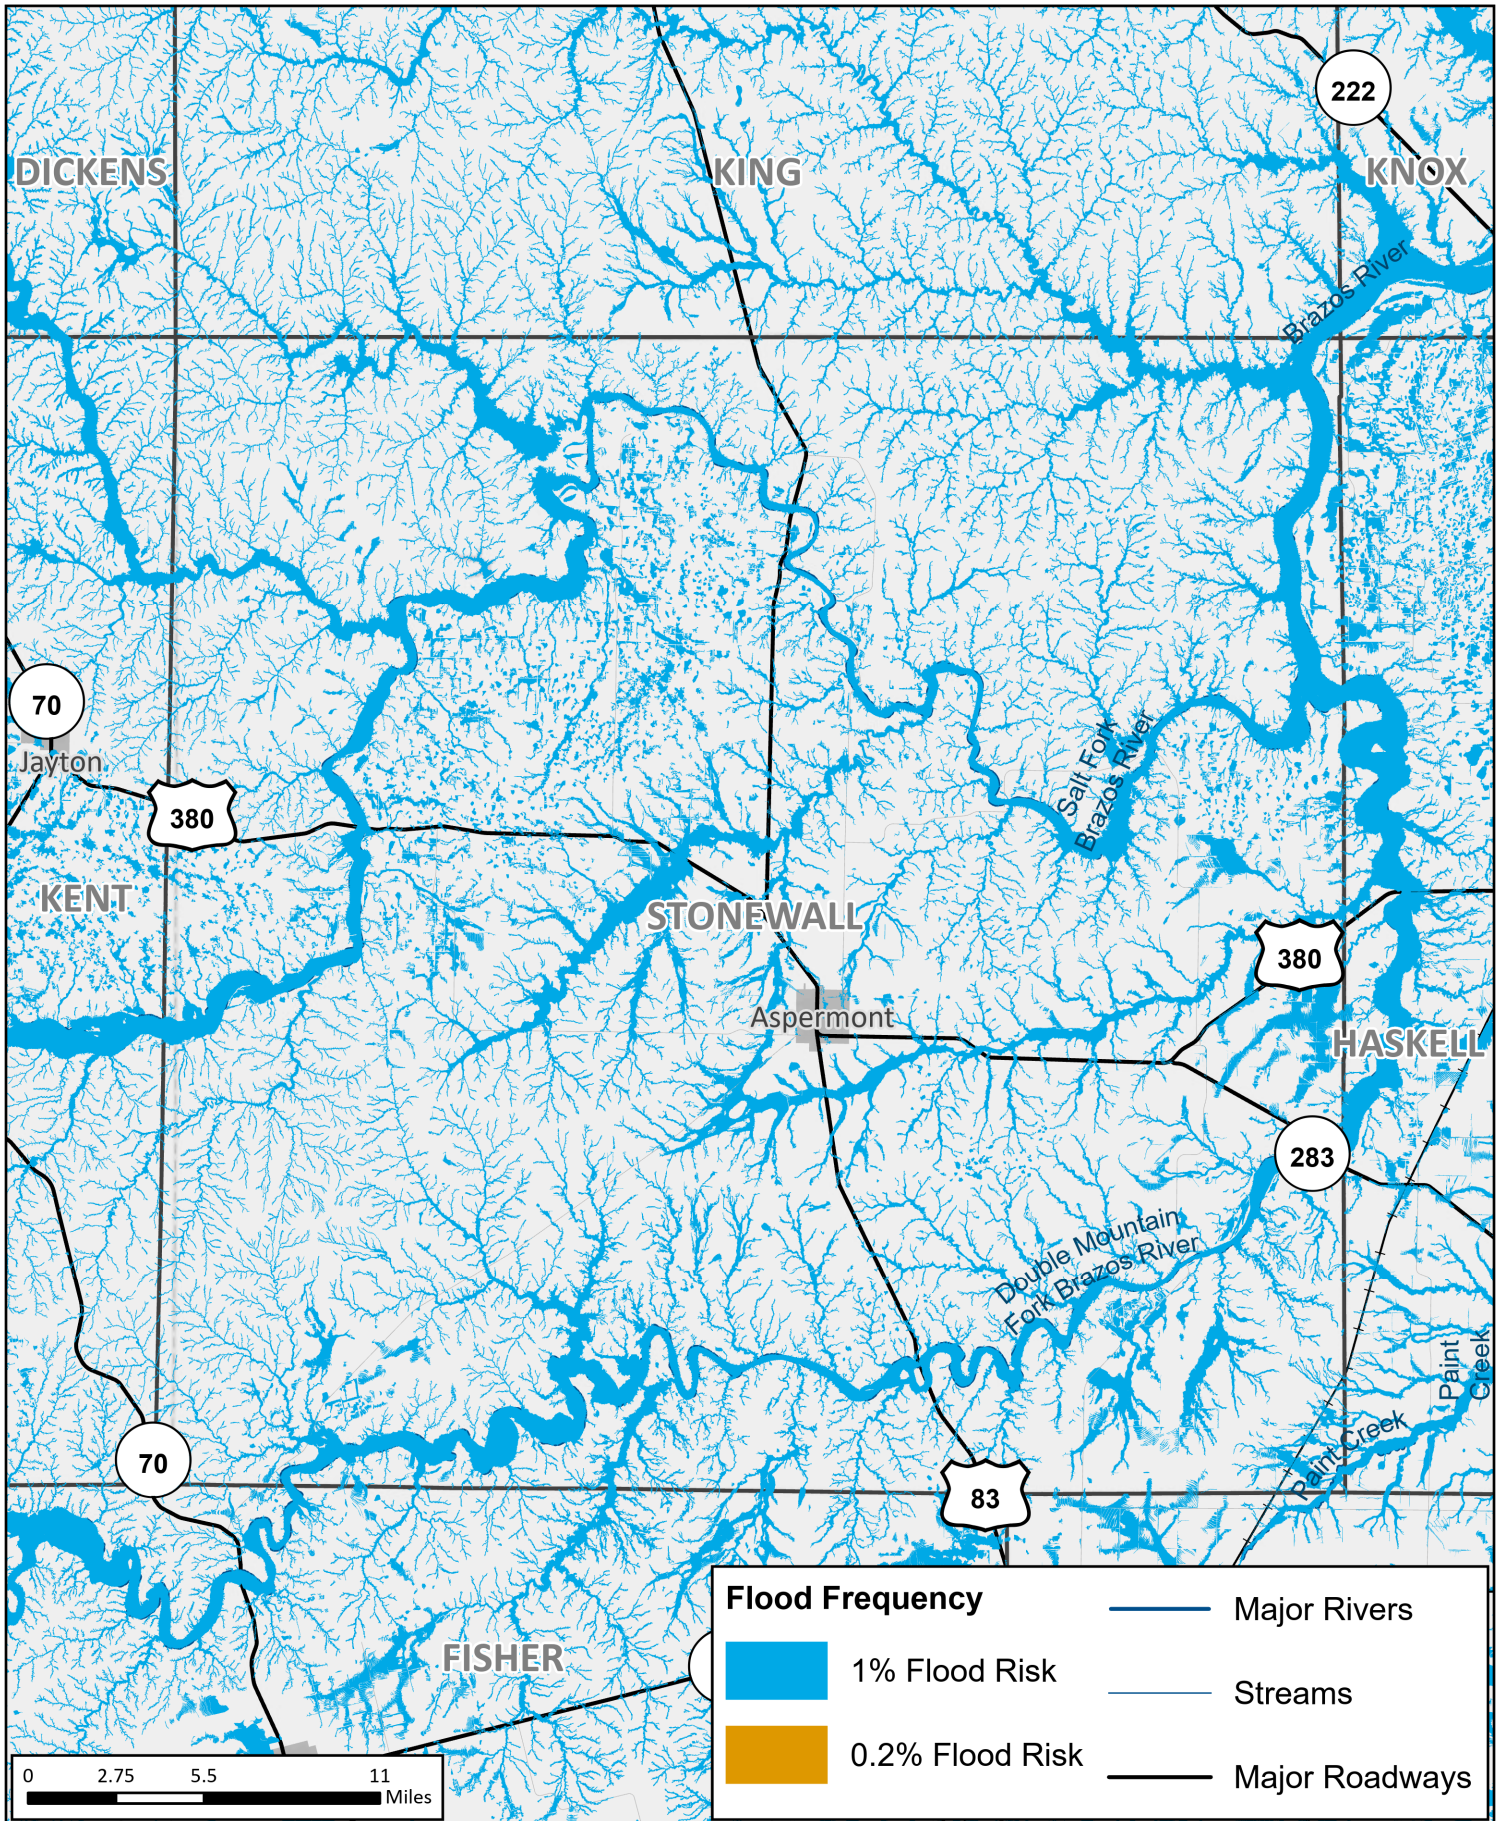 222
DICKENS
KING
KNOX
Brazos River
70
Jayton
380
Salt Fork
Brazos River
KENT
STONEWALL
380
Aspermont
HASKELL
283
Double Mountain
Fork Brazos River
Paint
Creek
Paint Creek
70
83
FISHER
Flood Frequency
1% Flood Risk
0.2% Flood Risk
Major Rivers
Streams
Major Roadways
0 2.75 5.5 11
Miles